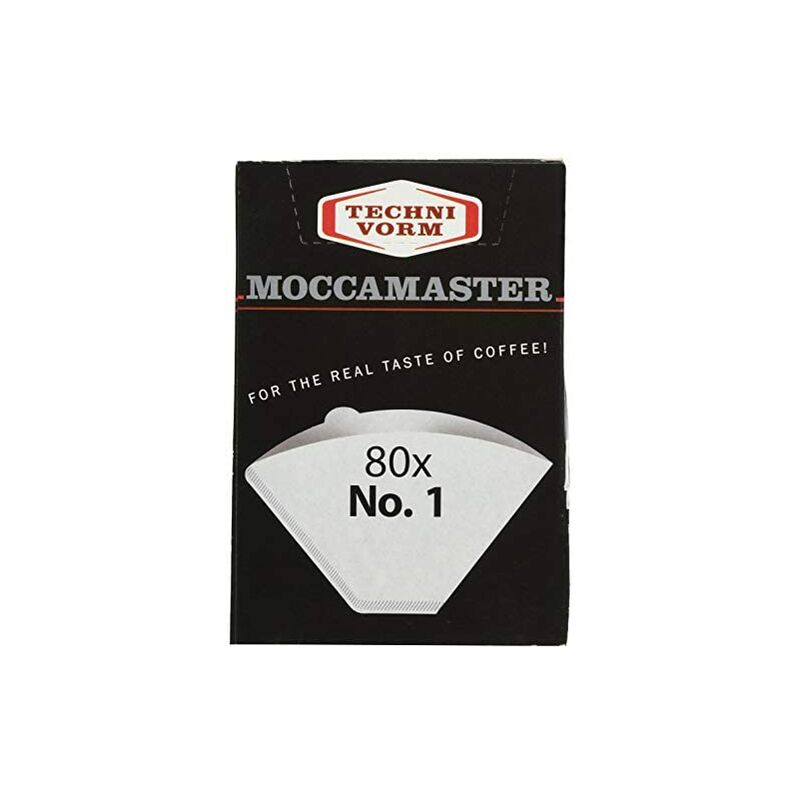 TECHNI
VORM
MOCCAMASTER
FOR THE REAL TASTE OF COFFEE!
80x
No. 1